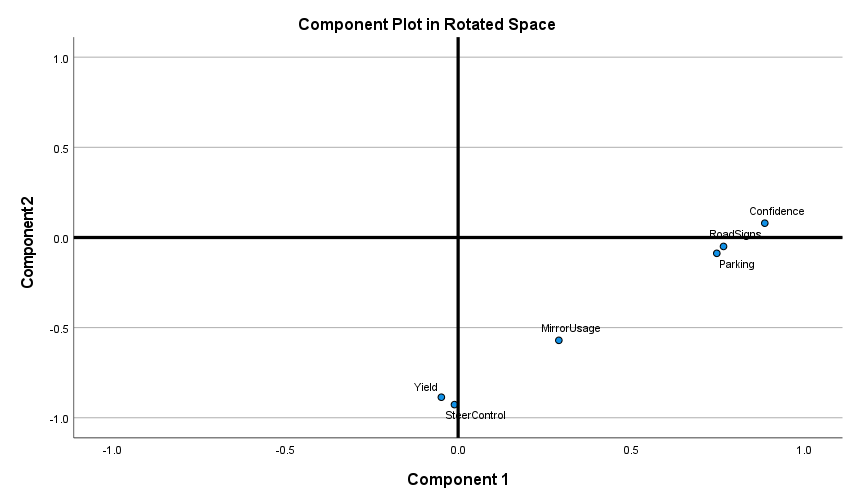 Component Plot in Rotated Space
1.0
0.5
0.0
-0.5
-1.0
Component 2
Confidence
RoadSigns
Parking
MirrorUsage
Yield
SteerControl
-1.0
-0.5
0.0
0.5
1.0
Component 1